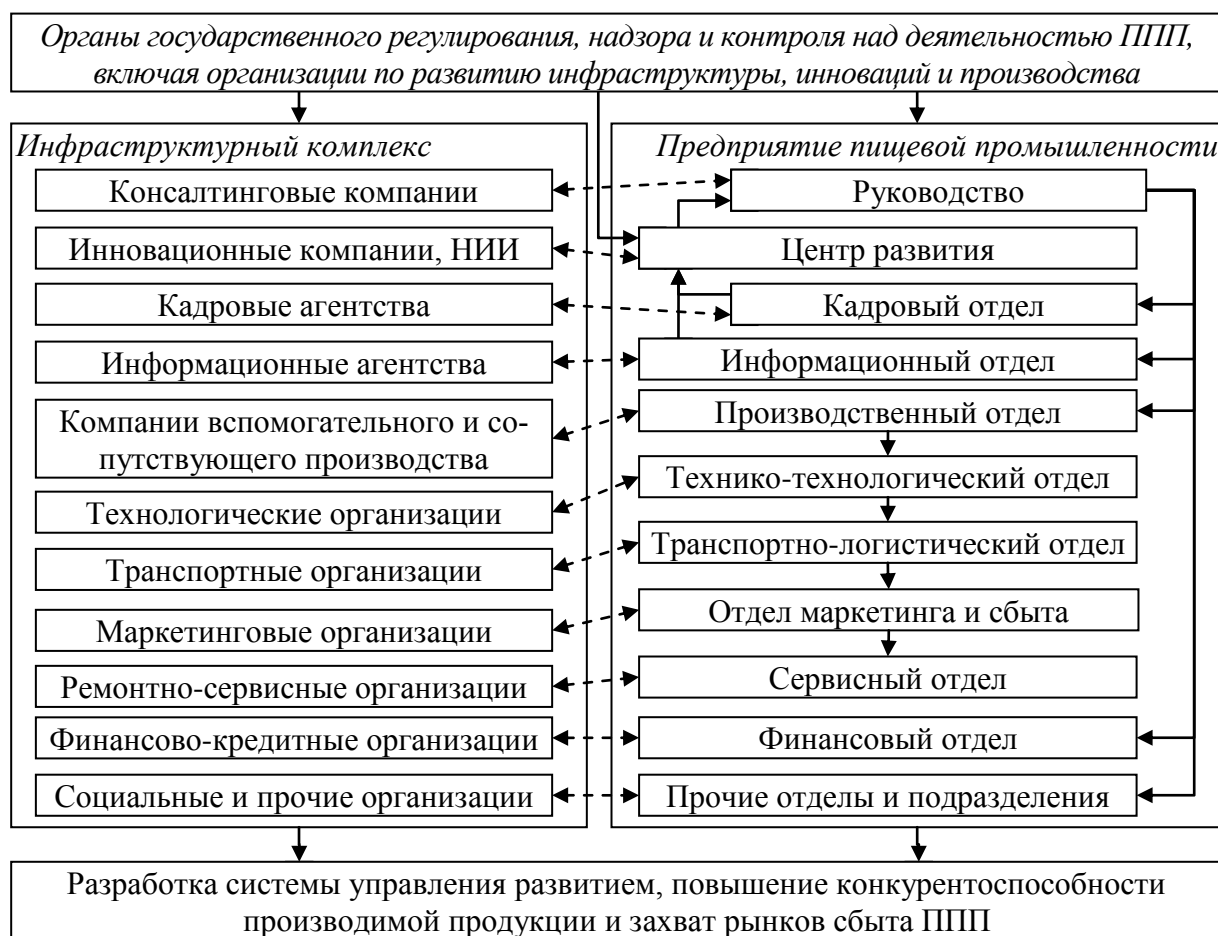 Органы государственного регулирования, надзора и контроля над деятельностью ППП,
включая организации по развитию инфраструктуры, инноваций и производства
Инфраструктурный комплекс
Консалтинговые компании
Инновационные компании, НИИ
Кадровые агентства
Информационные агентства
Компании вспомогательного и со-
путствующего производства
Технологические организации
Транспортные организации
Маркетинговые организации
Ремонтно-сервисные организации
Финансово-кредитные организации
Социальные и прочие организации
Предприятие пищевой промышленности
Руководство
Центр развития
Кадровый отдел
Информационный отдел
Производственный отдел
Технико-технологический отдел
Транспортно-логистический отдел
Отдел маркетинга и сбыта
Сервисный отдел
Финансовый отдел
Прочие отделы и подразделения
Разработка системы управления развитием, повышение конкурентоспособности
производимой продукции и захват рынков сбыта ППП